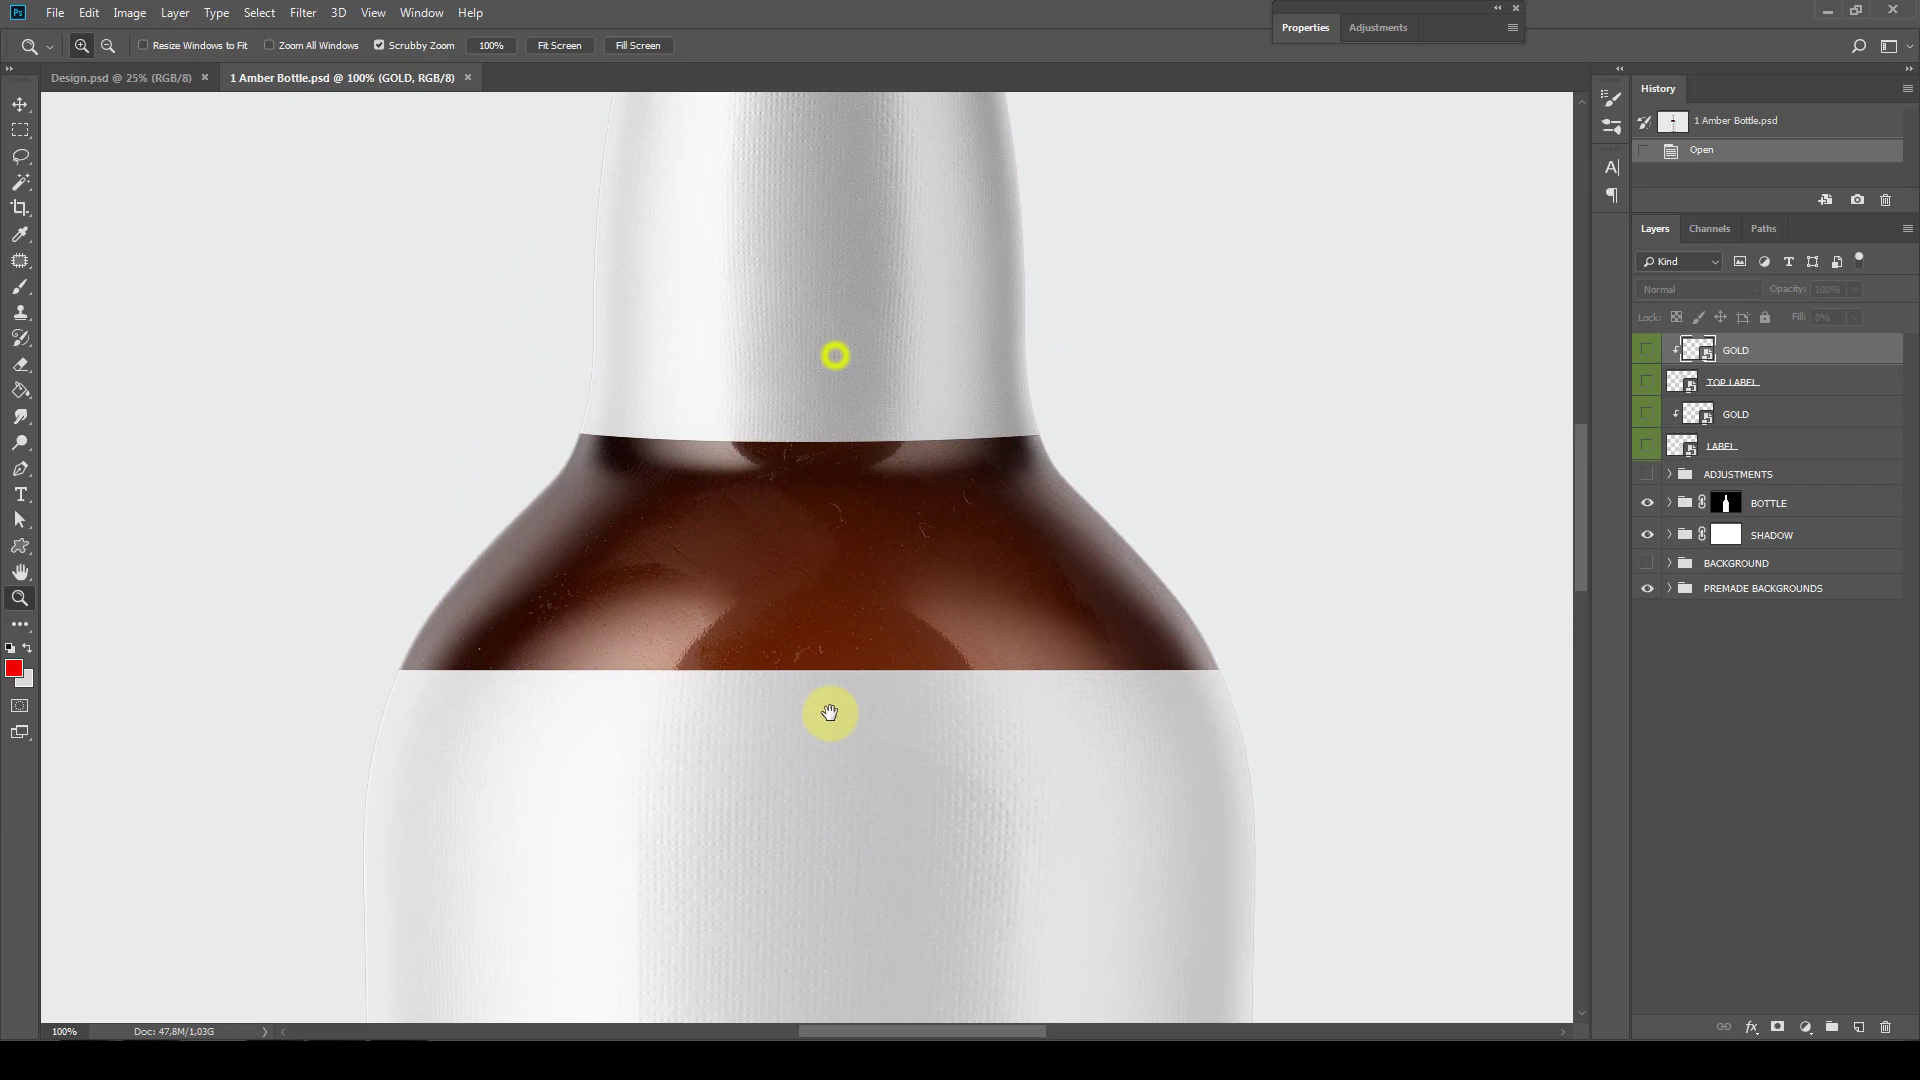 Ps File Edit Image Layer Type Select Filter 3D View Window Help
Resize Windows to Fit Zoom All Windows Scrubby Zoom 100% Fit Screen Fill Screen
Properties Adjustments
Design.psd @ 25% (RGB/8) × 1 Amber Bottle.psd @ 100% (GOLD, RGB/8) ×
History
1 Amber Bottle.psd
Open
Layers Channels Paths
Kind
Normal Opacity: 100%
Lock: Fill: 0%
GOLD
TOP LABEL
GOLD
LABEL
ADJUSTMENTS
BOTTLE
SHADOW
BACKGROUND
PREMADE BACKGROUNDS
100% Doc: 47,8M/1,03G